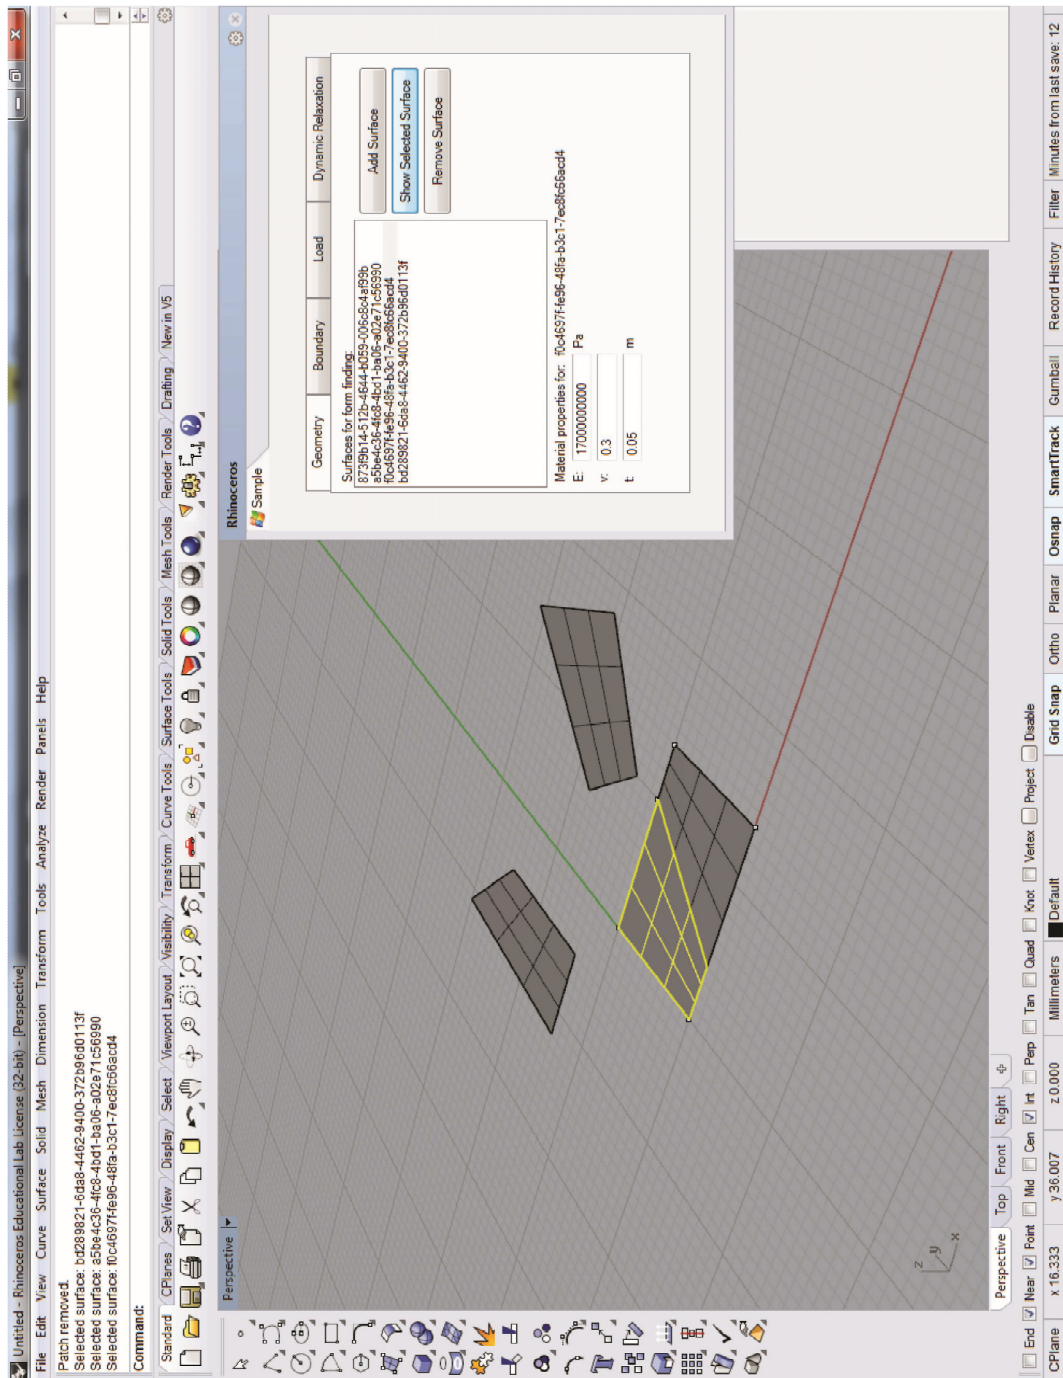 Untitled - Rhinoceros Educational Lab License (32-bit) - [Perspective]
File Edit View Curve Surface Solid Mesh Dimension Transform Tools Analyze Render Panels Help
Patch removed.
Selected surface: bd289821-6da8-4462-9400-372b96d0113f
Selected surface: a5be4c36-4fc8-4bd1-ba06-a02e71c56990
Selected surface: f0c4697f-fe96-48fa-b3c1-7ec8fc66acd4
Command:
Standard CPlanes Set View Display Select Viewport Layout Visibility Transform Curve Tools Surface Tools Solid Tools Mesh Tools Render Tools Drafting New in V5
Perspective
Rhinoceros
Sample
Geometry Boundary Load Dynamic Relaxation
Surfaces for form finding:
873f9b14-512b-4644-b059-006c8c4af99b
a5be4c36-4fc8-4bd1-ba06-a02e71c56990
f0c4697f-fe96-48fa-b3c1-7ec8fc66acd4
bd289821-6da8-4462-9400-372b96d0113f
Add Surface
Show Selected Surface
Remove Surface
Material properties for: f0c4697f-fe96-48fa-b3c1-7ec8fc66acd4
E: 17000000000 Pa
v: 0.3
t: 0.05 m
z
y
x
Perspective Top Front Right
End Near Point Mid Cen Int Perp Tan Quad Knot Vertex Project Disable
CPlane x 16.333 y 36.007 z 0.000 Millimeters Default Grid Snap Ortho Planar Osnap SmartTrack Gumball Record History Filter Minutes from last save: 12